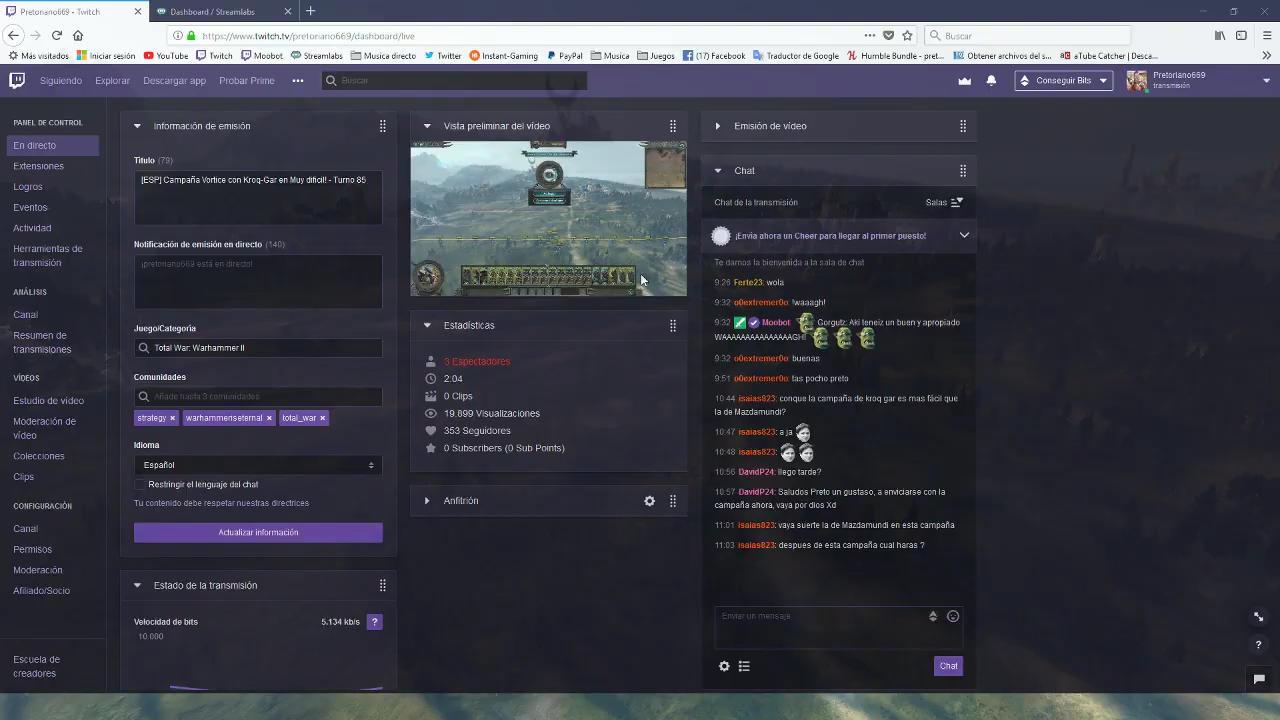 Pretoriano669 - Twitch
Dashboard / Streamlabs
https://www.twitch.tv/pretoriano669/dashboard/live
Buscar
Más visitados
Iniciar sesión
YouTube
Twitch
Moobot
Streamlabs
Musica directo
Twitter
Instant-Gaming
PayPal
Musica
Juegos
(17) Facebook
Traductor de Google
Humble Bundle - pret...
Obtener archivos del s...
aTube Catcher | Desca...
Siguiendo
Explorar
Descargar app
Probar Prime
Buscar
Conseguir Bits
Pretoriano669
transmisión
PANEL DE CONTROL
En directo
Extensiones
Logros
Eventos
Actividad
Herramientas de
transmisión
ANÁLISIS
Canal
Resumen de
transmisiones
VÍDEOS
Estudio de vídeo
Moderación de
vídeo
Colecciones
Clips
CONFIGURACIÓN
Canal
Permisos
Moderación
Afiliado/Socio
Escuela de
creadores
Información de emisión
Título (79)
[ESP] Campaña Vortice con Kroq-Gar en Muy dificil! - Turno 85
Notificación de emisión en directo (140)
¡pretoriano669 está en directo!
Juego/Categoría
Total War: Warhammer II
Comunidades
Añade hasta 3 comunidades
strategy
warhammeriseternal
total_war
Idioma
Español
Restringir el lenguaje del chat
Tu contenido debe respetar nuestras directrices
Actualizar información
Estado de la transmisión
Velocidad de bits
5.134 kb/s
?
10.000
Vista preliminar del vídeo
Estadísticas
3 Espectadores
2:04
0 Clips
19.899 Visualizaciones
353 Seguidores
0 Subscribers (0 Sub Points)
Anfitrión
Emisión de vídeo
Chat
Chat de la transmisión
Salas
¡Envía ahora un Cheer para llegar al primer puesto!
Te damos la bienvenida a la sala de chat
9:26 Ferte23: wola
9:32 o0extremer0o: !waaagh!
9:32 Moobot Gorgutz: Aki teneiz un buen y apropiado
WAAAAAAAAAAAAAGH!
9:32 o0extremer0o: buenas
9:51 o0extremer0o: tas pocho preto
10:44 isaias823: conque la campaña de kroq gar es mas fácil que
la de Mazdamundi?
10:47 isaias823: a ja
10:48 isaias823:
10:56 DavidP24: llego tarde?
10:57 DavidP24: Saludos Preto un gustaso, a enviciarse con la
campaña ahora, vaya por dios Xd
11:01 isaias823: vaya suerte la de Mazdamundi en esta campaña
11:03 isaias823: despues de esta campaña cual haras ?
Enviar un mensaje
Chat
?